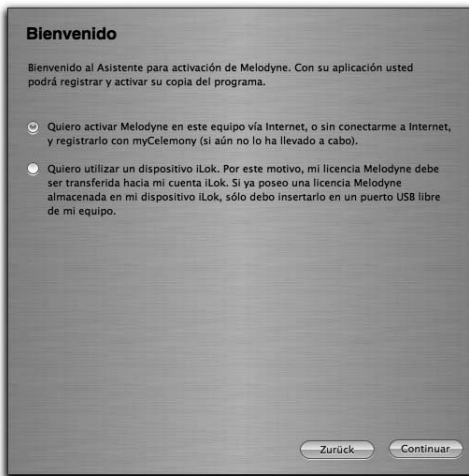 Bienvenido
Bienvenido al Asistente para activación de Melodyne. Con su aplicación usted
podrá registrar y activar su copia del programa.
Quiero activar Melodyne en este equipo vía Internet, o sin conectarme a Internet,
y registrarlo con myCelemony (si aún no lo ha llevado a cabo).
Quiero utilizar un dispositivo iLok. Por este motivo, mi licencia Melodyne debe
ser transferida hacia mi cuenta iLok. Si ya poseo una licencia Melodyne
almacenada en mi dispositivo iLok, sólo debo insertarlo en un puerto USB libre
de mi equipo.
Zurück Continuar